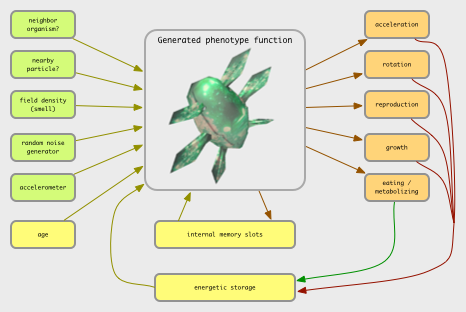 Generated phenotype function
neighbor
organism?
nearby
particle?
field density
(smell)
random noise
generator
accelerometer
age
acceleration
rotation
reproduction
growth
eating /
metabolizing
internal memory slots
energetic storage